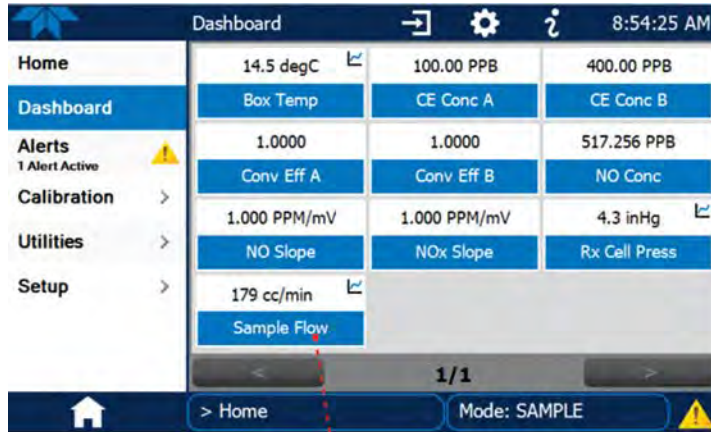 Dashboard
8:54:25 AM
Home
Dashboard
Alerts
1 Alert Active
Calibration >
Utilities >
Setup >
14.5 degC
100.00 PPB
400.00 PPB
Box Temp
CE Conc A
CE Conc B
1.0000
1.0000
517.256 PPB
Conv Eff A
Conv Eff B
NO Conc
1.000 PPM/mV
1.000 PPM/mV
4.3 inHg
NO Slope
NOx Slope
Rx Cell Press
179 cc/min
Sample Flow
< 1/1 >
> Home
Mode: SAMPLE